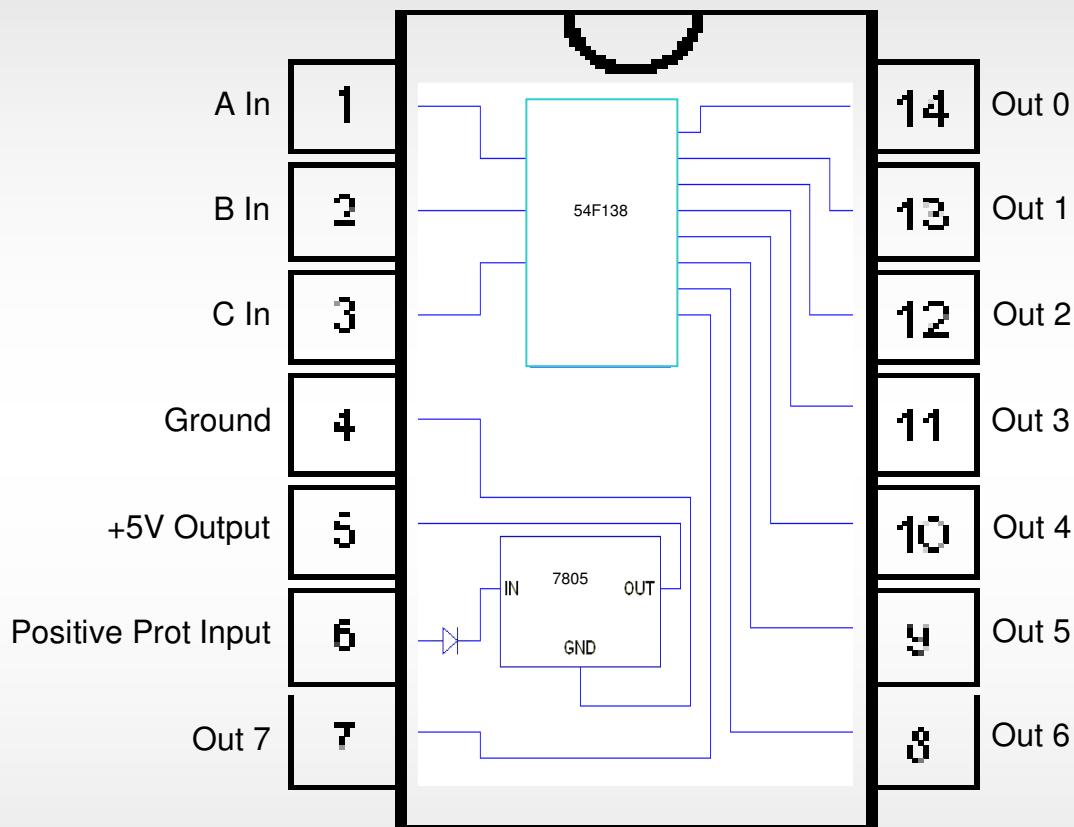 A In
1
14
Out 0
B In
2
54F138
13
Out 1
C In
3
12
Out 2
Ground
4
11
Out 3
+5V Output
5
10
Out 4
IN
7805
OUT
GND
Positive Prot Input
6
9
Out 5
Out 7
7
8
Out 6